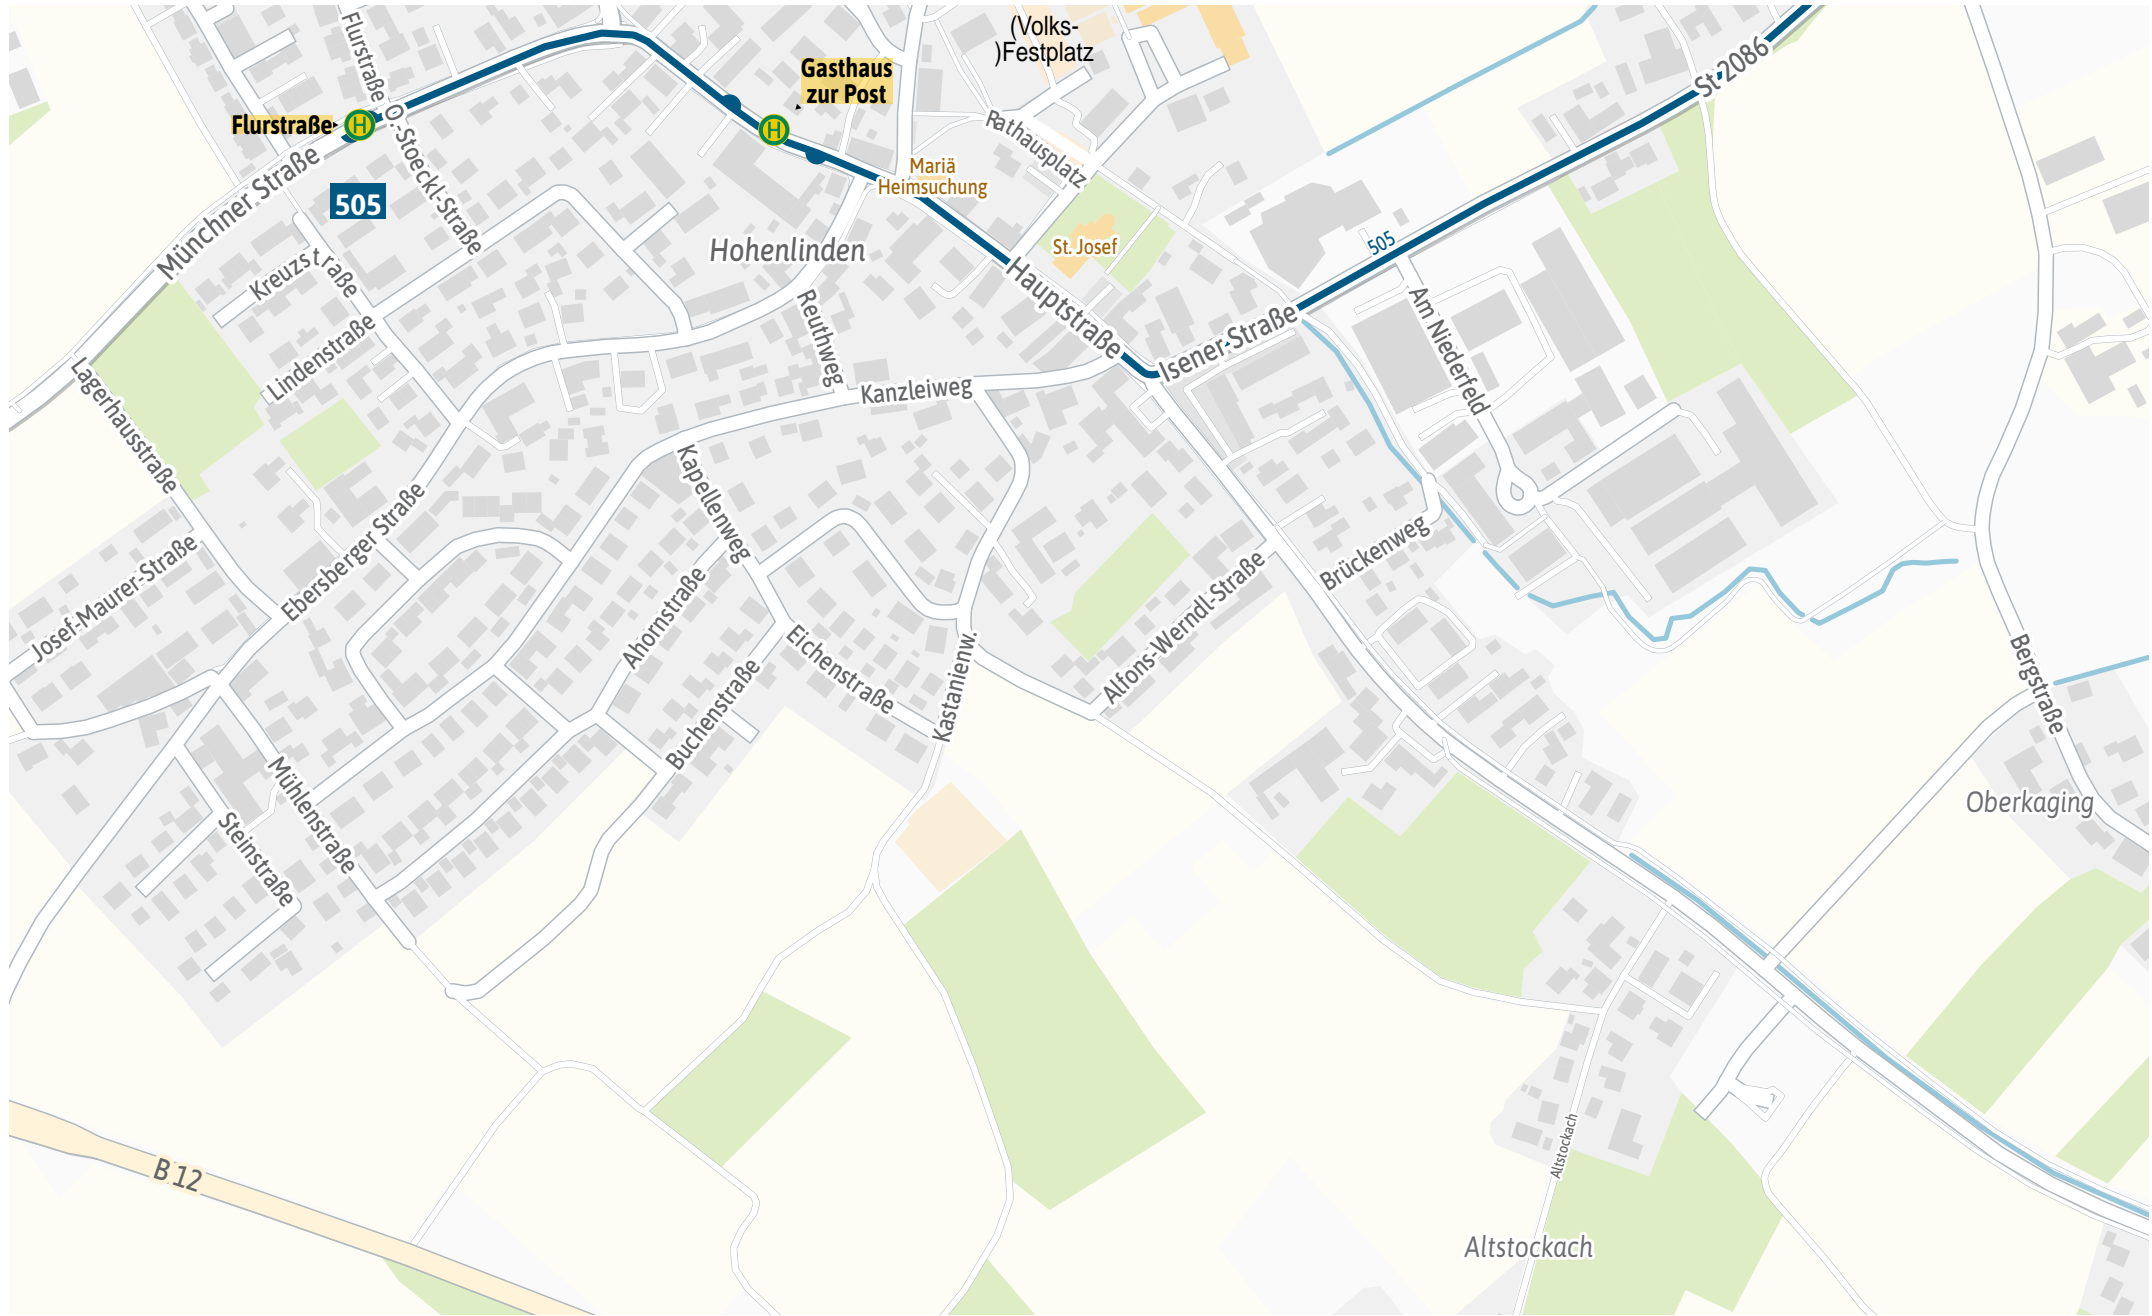 Flurstraße
(Volks-
)Festplatz
Gasthaus
zur Post
St 2086
Flurstraße
O.-Stoeckl-Straße
Rathausplatz
Münchner Straße
505
Mariä
Heimsuchung
Hohenlinden
St. Josef
505
Kreuzstraße
Hauptstraße
Isener Straße
Am Niederfeld
Lindenstraße
Reuthweg
Kanzleiweg
Lagerhausstraße
Kapellenweg
Ebersberger Straße
Brückenweg
Josef-Maurer-Straße
Ahornstraße
Alfons-Werndl-Straße
Eichenstraße
Kastanienw.
Buchenstraße
Bergstraße
Mühlenstraße
Steinstraße
Oberkaging
B 12
Altstockach
Altstockach